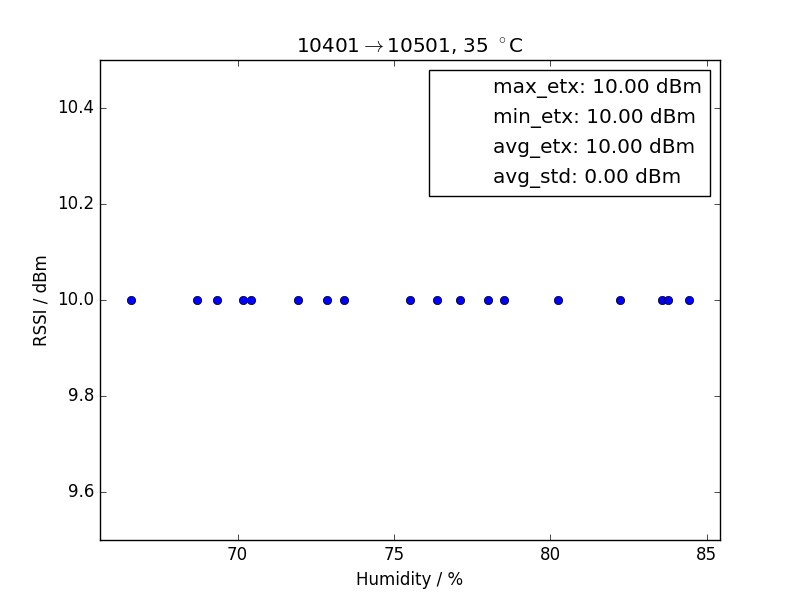 10401→10501, 35 °C
max_etx: 10.00 dBm
min_etx: 10.00 dBm
avg_etx: 10.00 dBm
avg_std: 0.00 dBm
RSSI / dBm
10.4
10.2
10.0
9.8
9.6
70 75 80 85
Humidity / %